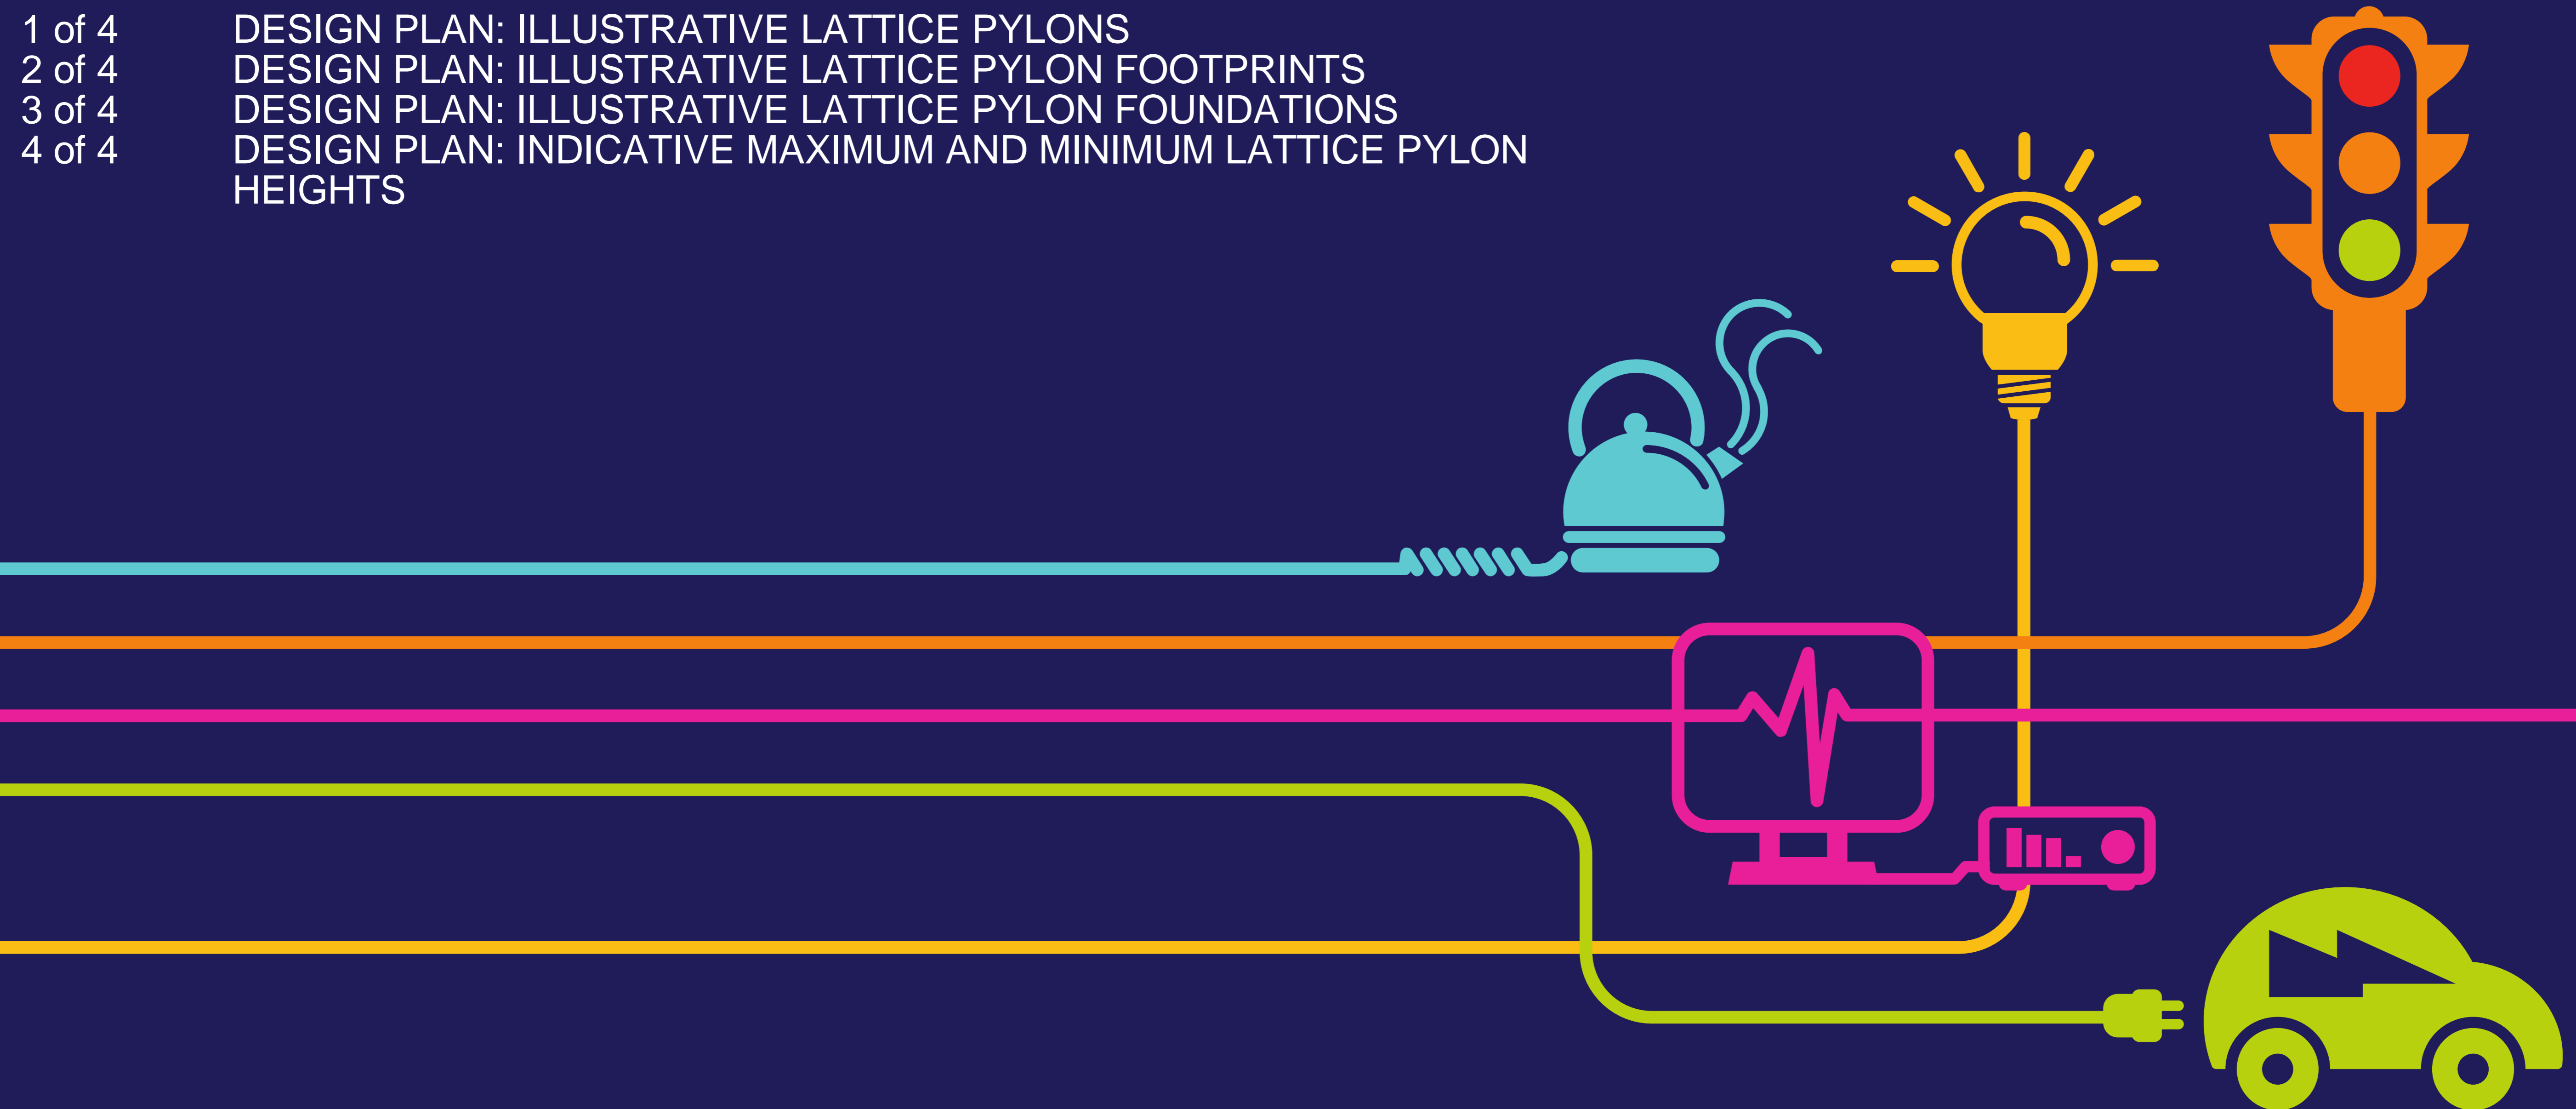 1 of 4 DESIGN PLAN: ILLUSTRATIVE LATTICE PYLONS
2 of 4 DESIGN PLAN: ILLUSTRATIVE LATTICE PYLON FOOTPRINTS
3 of 4 DESIGN PLAN: ILLUSTRATIVE LATTICE PYLON FOUNDATIONS
4 of 4 DESIGN PLAN: INDICATIVE MAXIMUM AND MINIMUM LATTICE PYLON
HEIGHTS